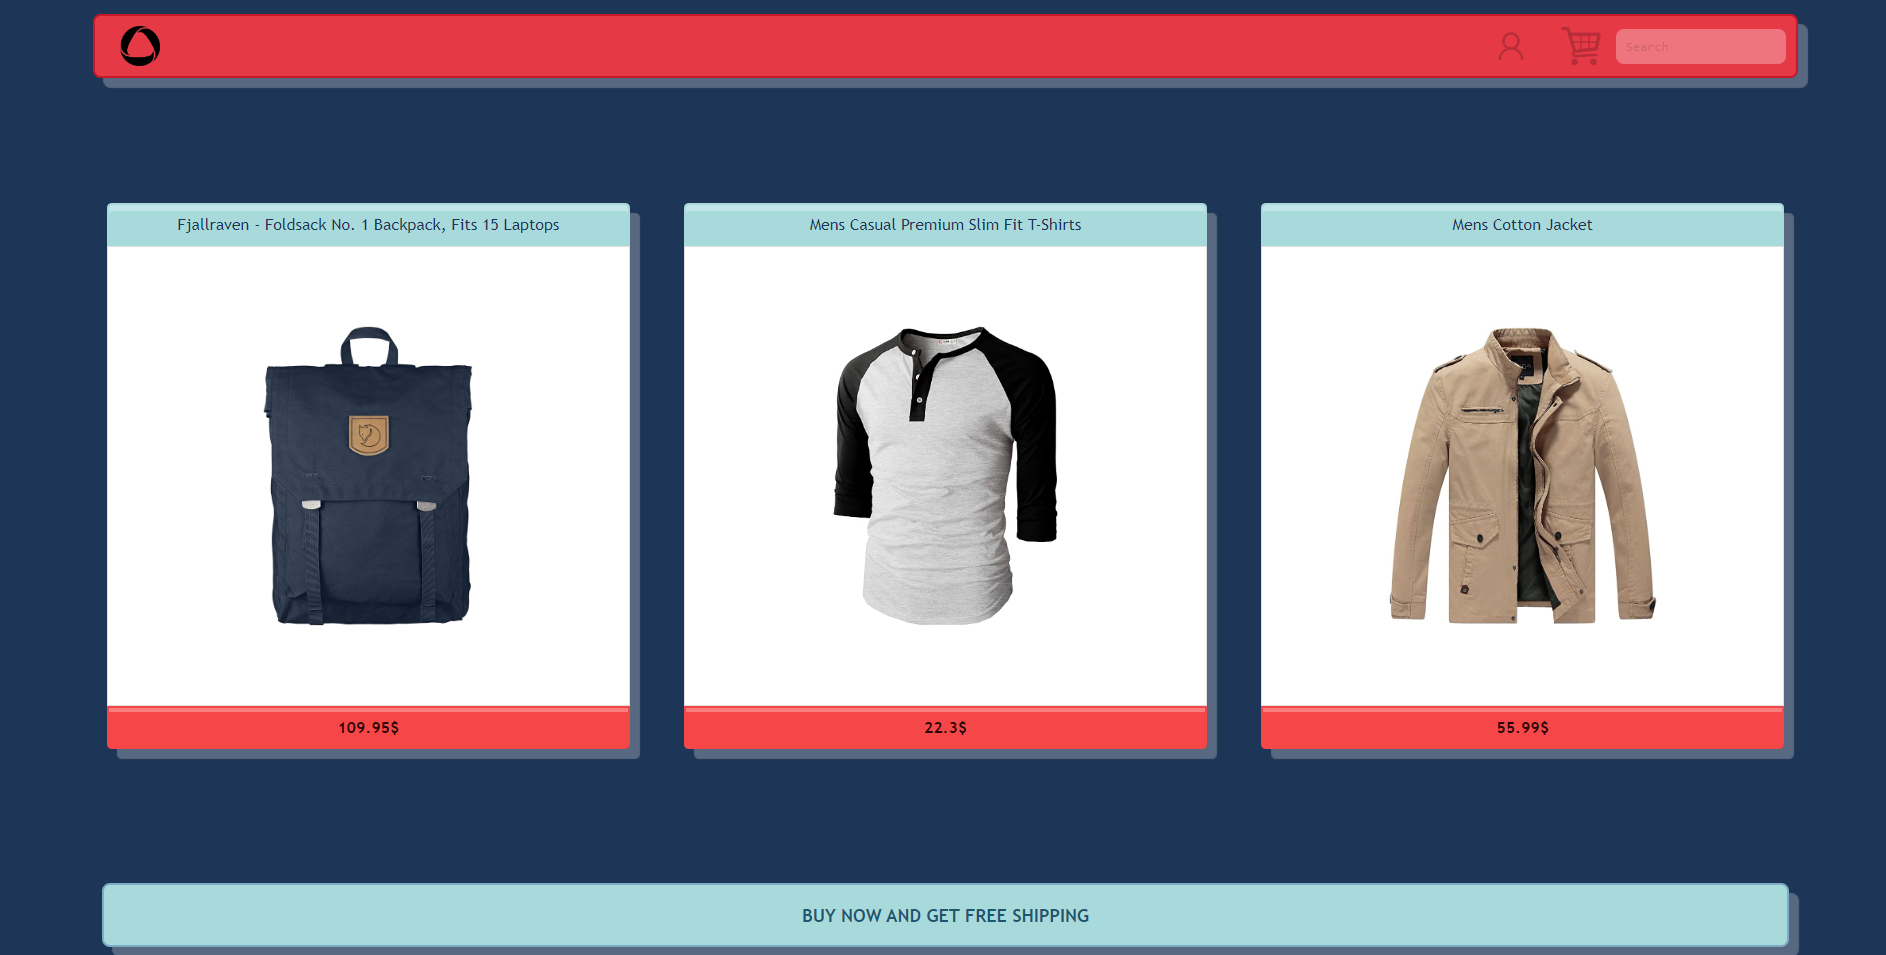 Search
Fjallraven - Foldsack No. 1 Backpack, Fits 15 Laptops
Mens Casual Premium Slim Fit T-Shirts
Mens Cotton Jacket
109.95$
22.3$
55.99$
BUY NOW AND GET FREE SHIPPING